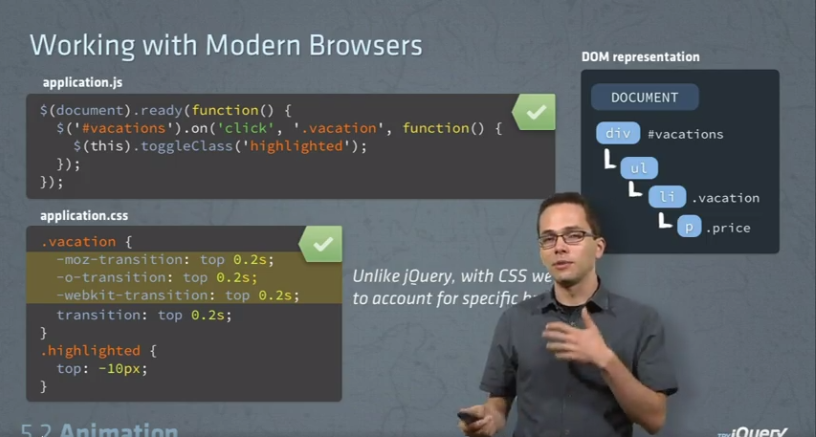 Working with Modern Browsers
application.js
$(document).ready(function() {
$('#vacations').on('click', '.vacation', function() {
$(this).toggleClass('highlighted');
});
});
application.css
.vacation {
-moz-transition: top 0.2s;
-o-transition: top 0.2s;
-webkit-transition: top 0.2s;
transition: top 0.2s;
}
.highlighted {
top: -10px;
}
Unlike jQuery, with CSS we
to account for specific
DOM representation
DOCUMENT
div #vacations
ul
li .vacation
p .price
5.2 Animation
jQuery